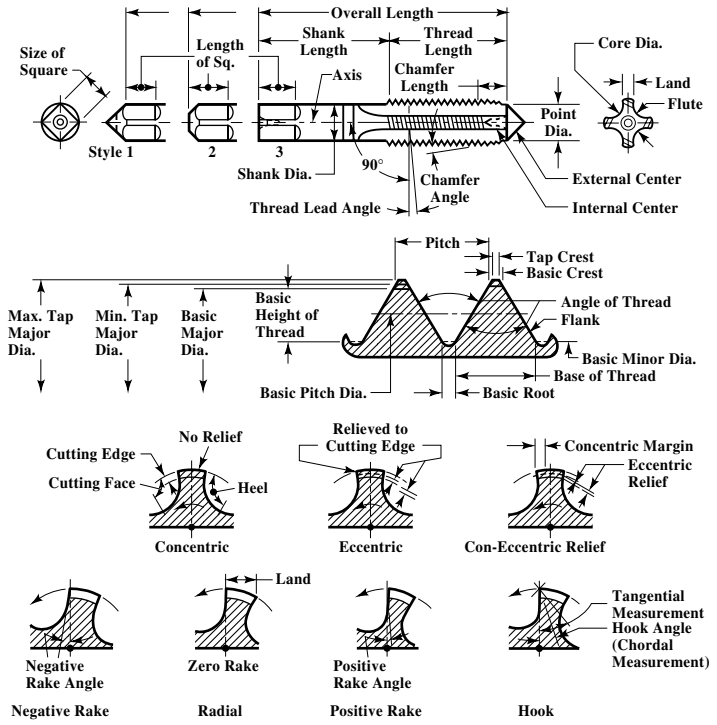 Overall Length
Shank
Length
Thread
Length
Length
of Sq.
Size of
Square
Axis
Chamfer
Length
Core Dia.
Land
Flute
Point
Dia.
Style 1
2
3
Shank Dia.
90°
Chamfer
Angle
External Center
Internal Center
Thread Lead Angle
Pitch
Tap Crest
Basic Crest
Max. Tap
Major
Dia.
Min. Tap
Major
Dia.
Basic
Major
Dia.
Basic
Height of
Thread
Angle of Thread
Flank
Basic Minor Dia.
Base of Thread
Basic Pitch Dia.
Basic Root
Cutting Edge
No Relief
Cutting Face
Heel
Relieved to
Cutting Edge
Concentric Margin
Eccentric
Relief
Concentric
Eccentric
Con-Eccentric Relief
Land
Negative
Rake Angle
Zero Rake
Positive
Rake Angle
Tangential
Measurement
Hook Angle
(Chordal
Measurement)
Negative Rake
Radial
Positive Rake
Hook